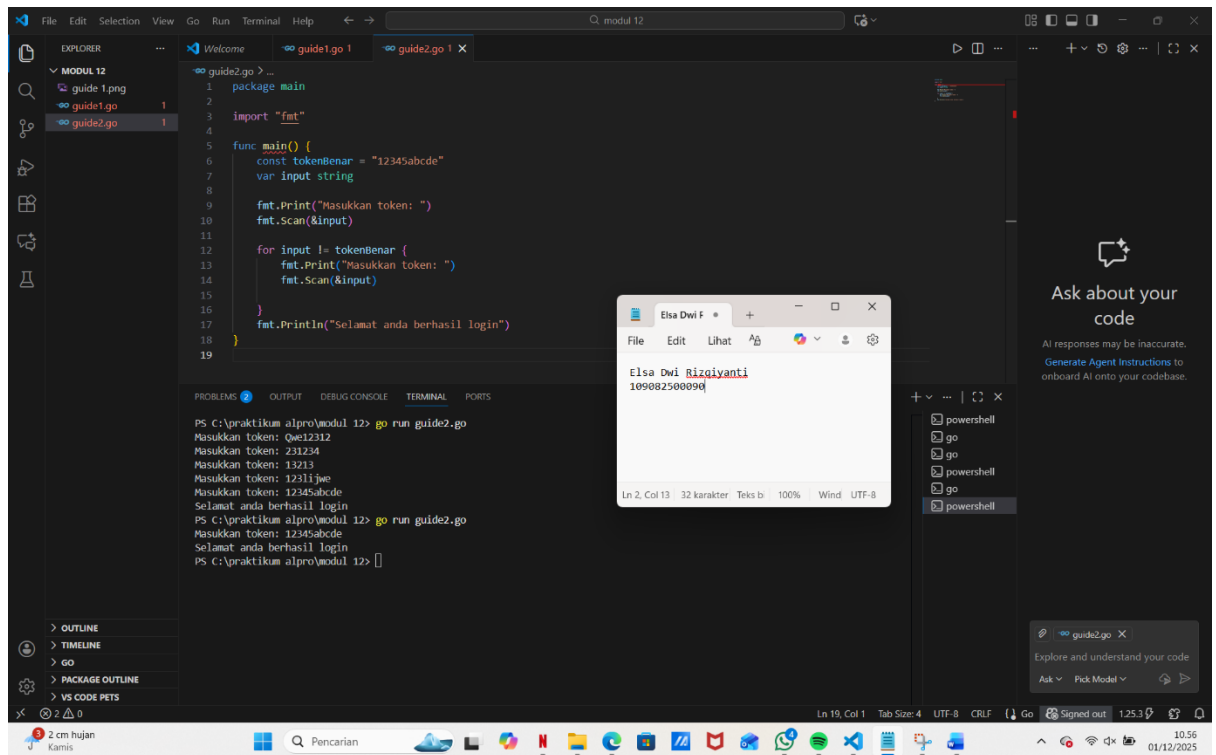 File Edit Selection View Go Run Terminal Help
modul 12
EXPLORER
MODUL 12
guide 1.png
guide1.go 1
guide2.go 1
Welcome
guide1.go 1
guide2.go 1
guide2.go > ...
1 package main
2
3 import "fmt"
4
5 func main() {
6 const tokenBenar = "12345abcde"
7 var input string
8
9 fmt.Print("Masukkan token: ")
10 fmt.Scan(&input)
11
12 for input != tokenBenar {
13 fmt.Print("Masukkan token: ")
14 fmt.Scan(&input)
15
16 }
17 fmt.Println("Selamat anda berhasil login")
18 }
19
PROBLEMS 2 OUTPUT DEBUG CONSOLE TERMINAL PORTS
PS C:\praktikum alpro\modul 12> go run guide2.go
Masukkan token: Qwe12312
Masukkan token: 231234
Masukkan token: 13213
Masukkan token: 123lijwe
Masukkan token: 12345abcde
Selamat anda berhasil login
PS C:\praktikum alpro\modul 12> go run guide2.go
Masukkan token: 12345abcde
Selamat anda berhasil login
PS C:\praktikum alpro\modul 12>
powershell
go
go
powershell
go
powershell
Elsa Dwi F
File Edit Lihat
Elsa Dwi Rizqiyanti
109082500090
Ln 2, Col 13 32 karakter Teks bi 100% Wind UTF-8
Ask about your
code
AI responses may be inaccurate.
Generate Agent Instructions to
onboard AI onto your codebase.
guide2.go
Explore and understand your code
Ask Pick Model
OUTLINE
TIMELINE
GO
PACKAGE OUTLINE
VS CODE PETS
2 0
Ln 19, Col 1 Tab Size: 4 UTF-8 CRLF Go Signed out 1.25.3
3
2 cm hujan
Kamis
Pencarian
10.56
01/12/2025